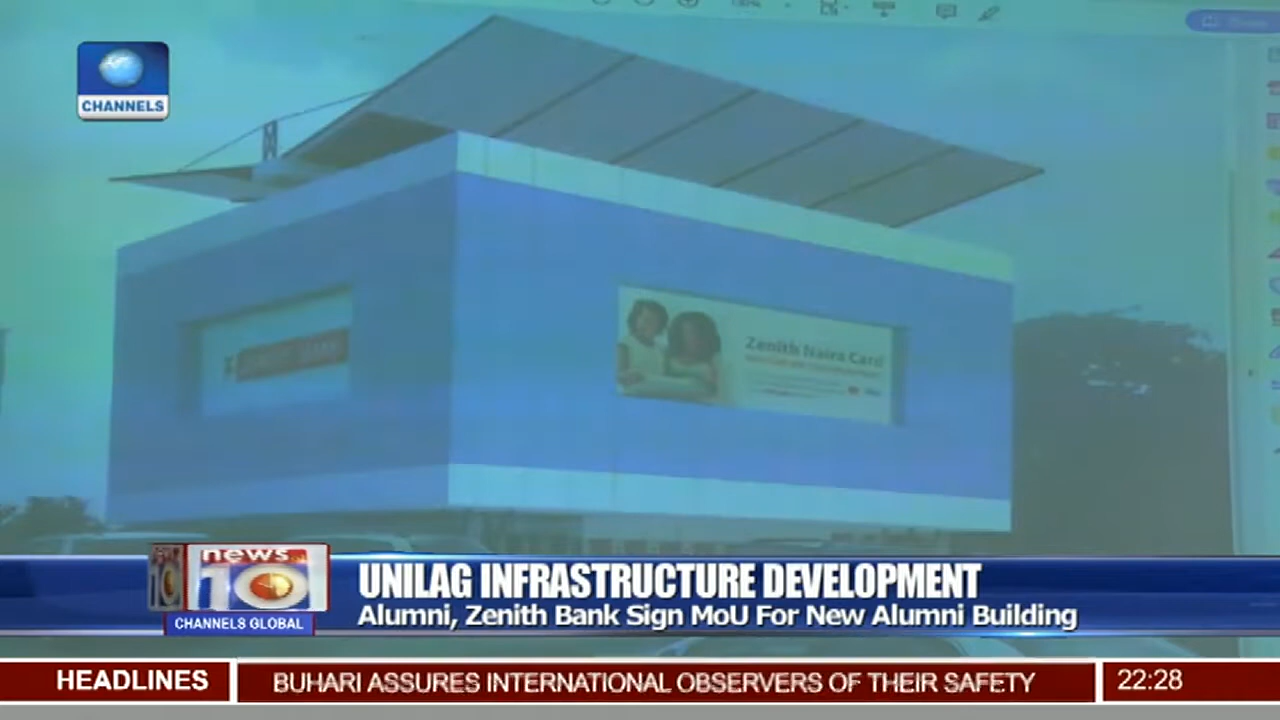 CHANNELS
Zenith Naira Card
news
10
CHANNELS GLOBAL
UNILAG INFRASTRUCTURE DEVELOPMENT
Alumni, Zenith Bank Sign MoU For New Alumni Building
HEADLINES
BUHARI ASSURES INTERNATIONAL OBSERVERS OF THEIR SAFETY
22:28